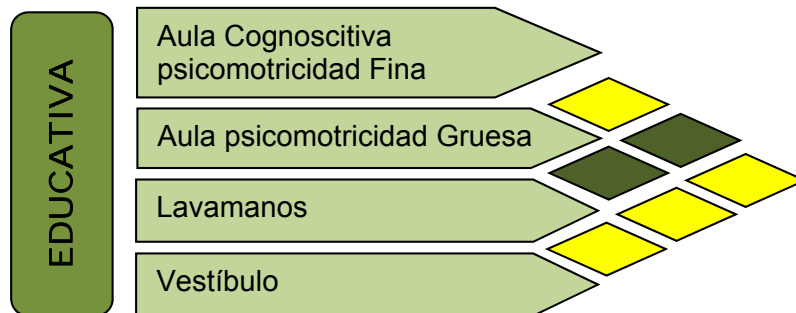 EDUCATIVA
Aula Cognoscitiva
psicomotricidad Fina
Aula psicomotricidad Gruesa
Lavamanos
Vestíbulo